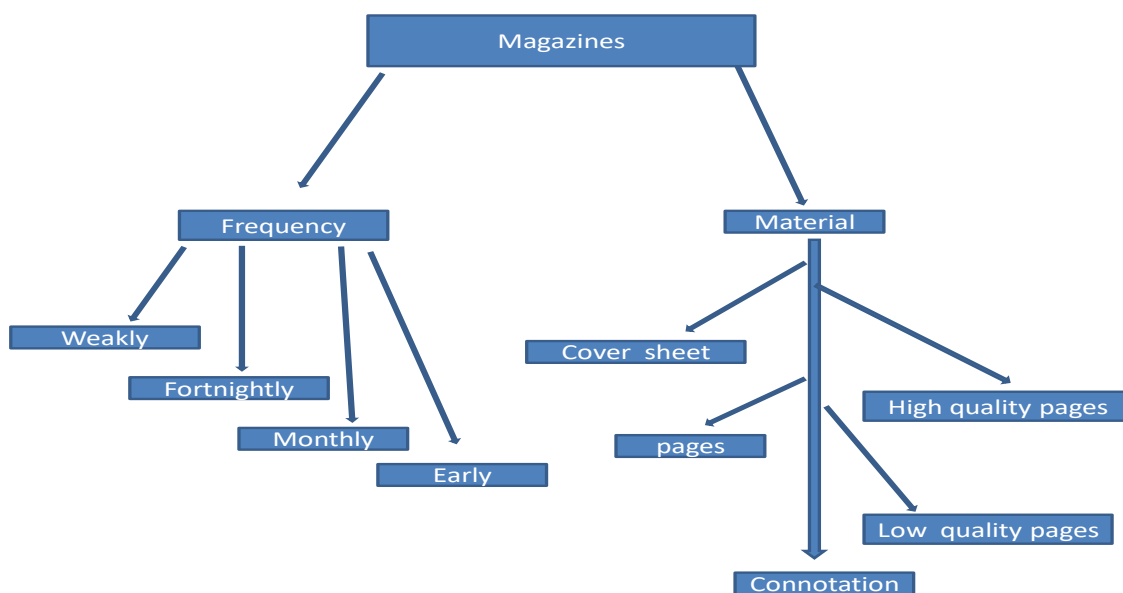 Magazines
Frequency
Material
Weakly
Cover sheet
Fortnightly
High quality pages
Monthly
pages
Early
Low quality pages
Connotation